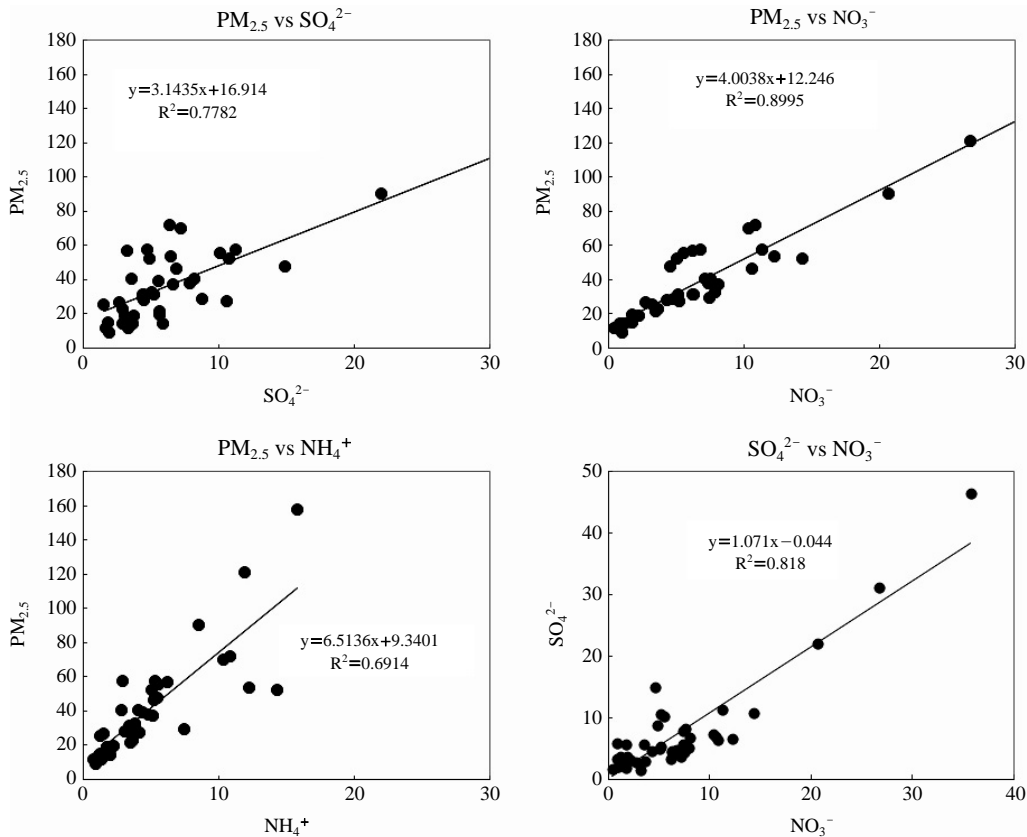 PM₂.₅ vs SO₄²⁻
180
160
140
120
100
80
60
40
20
0
PM₂.₅
y=3.1435x+16.914
R²=0.7782
0 10 20 30
SO₄²⁻
PM₂.₅ vs NO₃⁻
180
160
140
120
100
80
60
40
20
0
PM₂.₅
y=4.0038x+12.246
R²=0.8995
0 10 20 30
NO₃⁻
PM₂.₅ vs NH₄⁺
180
160
140
120
100
80
60
40
20
0
PM₂.₅
y=6.5136x+9.3401
R²=0.6914
0 10 20 30
NH₄⁺
SO₄²⁻ vs NO₃⁻
50
40
30
20
10
0
SO₄²⁻
y=1.071x−0.044
R²=0.818
0 10 20 30 40
NO₃⁻